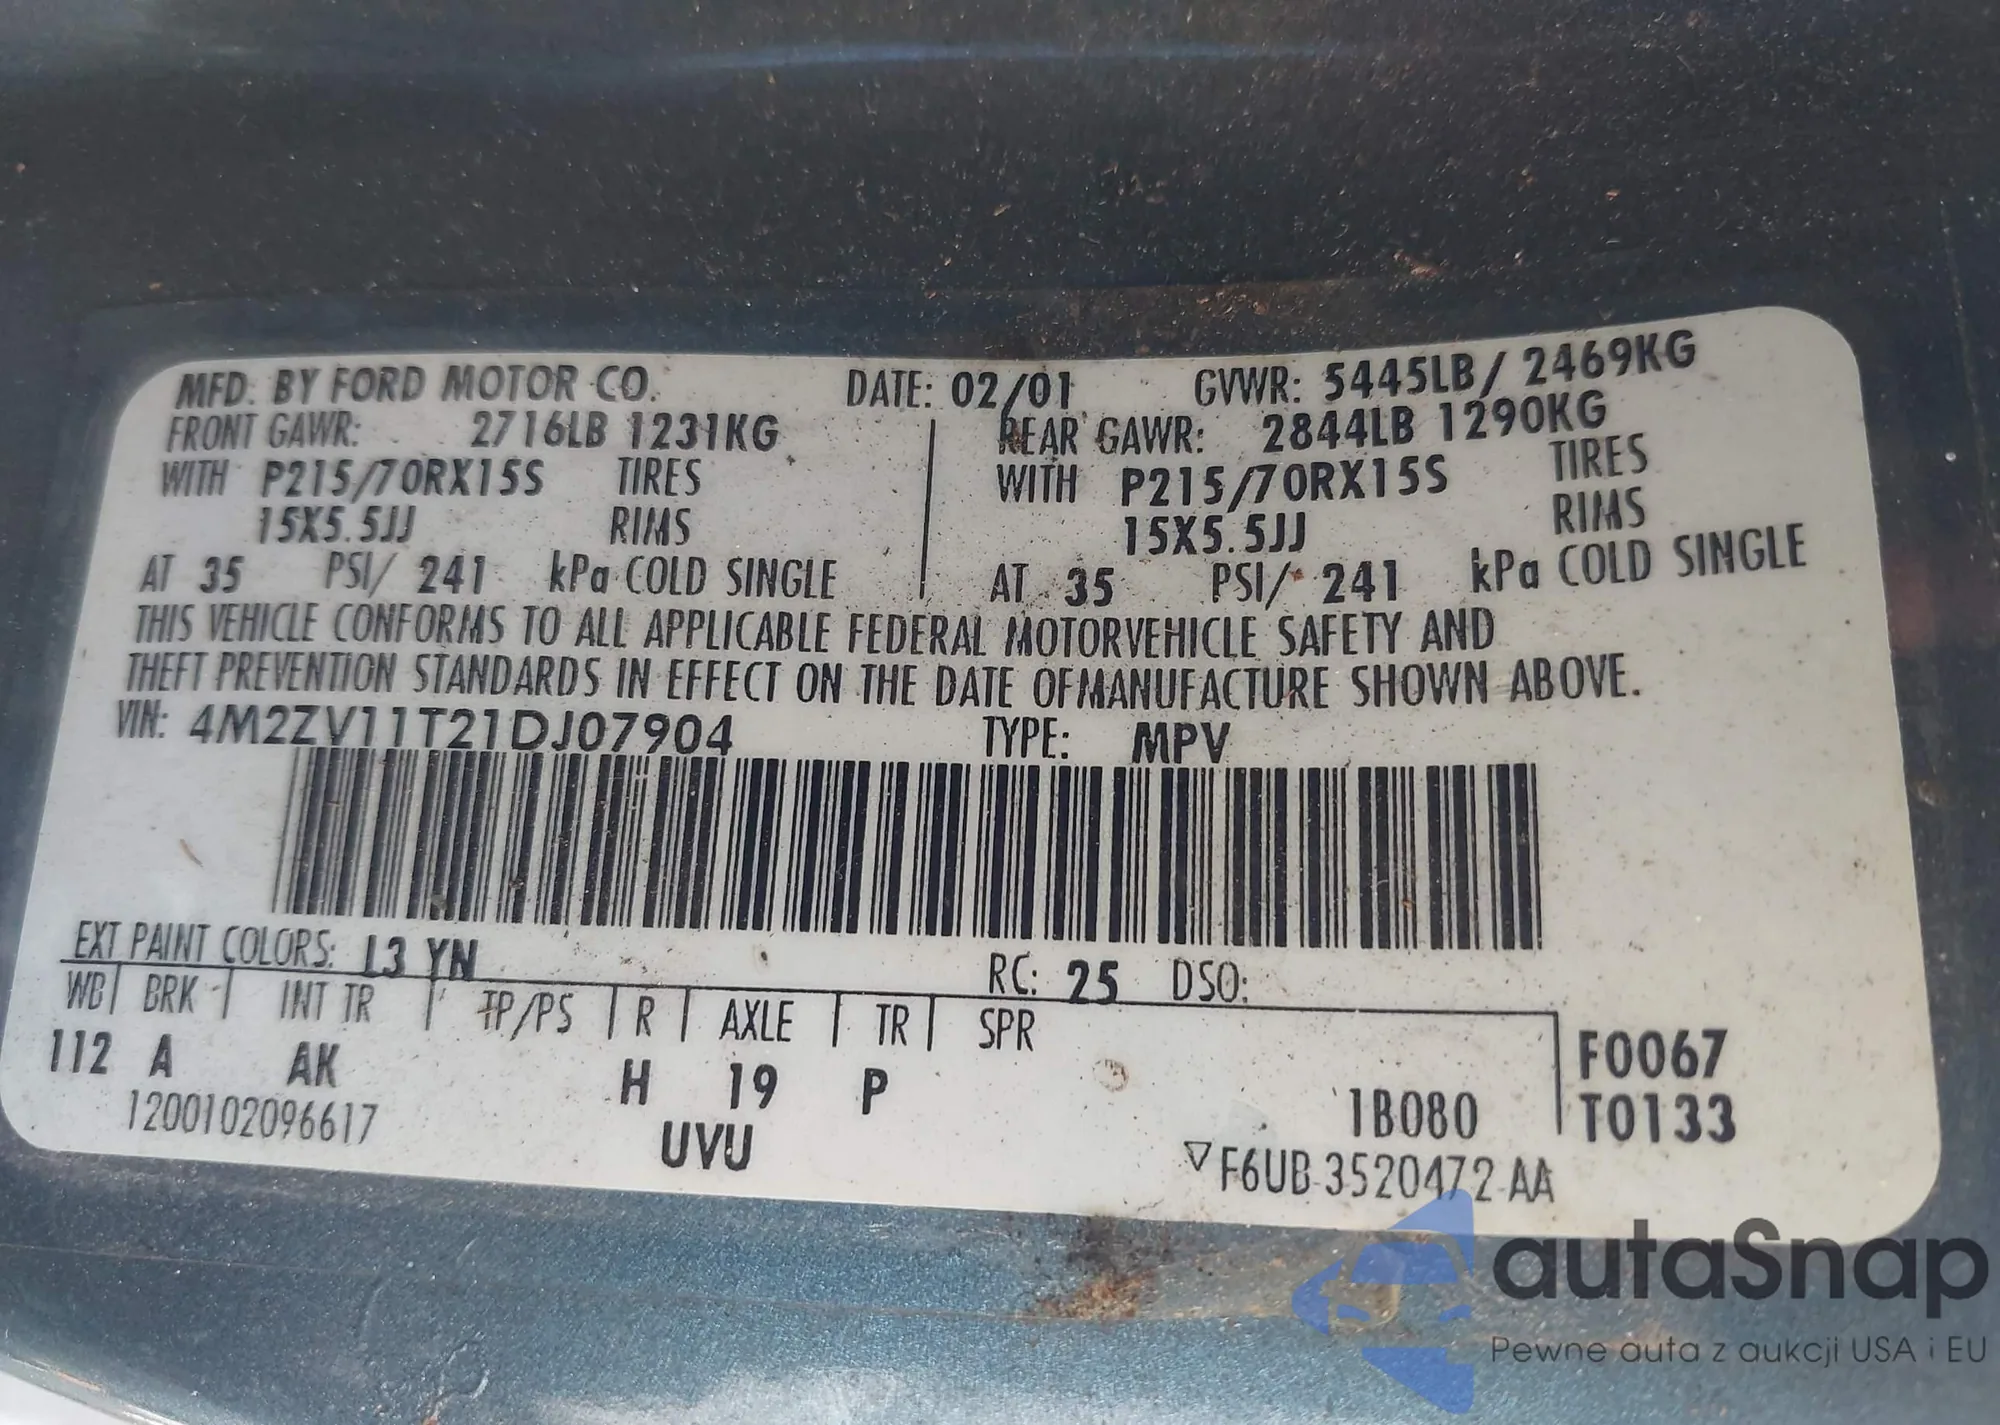 MFD. BY FORD MOTOR CO. DATE: 02/01 GVWR: 5445LB/ 2469KG
FRONT GAWR: 2716LB 1231KG REAR GAWR: 2844LB 1290KG
WITH P215/70RX15S TIRES WITH P215/70RX15S TIRES
15X5.5JJ RIMS 15X5.5JJ RIMS
AT 35 PSI/ 241 kPa COLD SINGLE AT 35 PSI/ 241 kPa COLD SINGLE
THIS VEHICLE CONFORMS TO ALL APPLICABLE FEDERAL MOTORVEHICLE SAFETY AND
THEFT PREVENTION STANDARDS IN EFFECT ON THE DATE OFMANUFACTURE SHOWN ABOVE.
VIN: 4M2ZV11T21DJ07904 TYPE: MPV
EXT PAINT COLORS: L3 YN RC: 25 DSO:
WB BRK INT TR TP/PS R AXLE TR SPR
112 A AK H 19 P F0067
1200102096617 UVU 1B080 T0133
F6UB-3520472-AA
autaSnap
Pewne auta z aukcji USA i EU